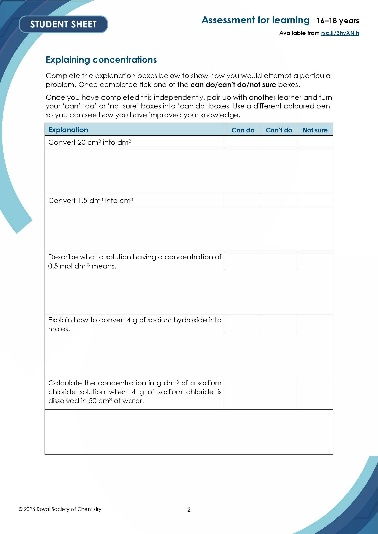 STUDENT SHEET
Assessment for learning 16–18 years
Available from
Explaining concentrations
Complete the explanation boxes below to show how you would attempt a particular
problem. Once completed tick one of the can do/can't do/not sure boxes.
Once you have completed this independently, pair up with another learner and turn
your 'can't do' or 'not sure' boxes into 'can do' boxes. Use a different coloured pen
so you can see how you have improved your knowledge.
Explanation Can do Can't do Not sure
Convert 20 cm³ into dm³
Convert 1.5 dm³ into cm³
Describe what a solution having a concentration of
0.5 mol dm⁻³ means.
Explain how to convert 4 g of sodium hydroxide into
moles.
Calculate the concentration in g dm⁻³ of a sodium
chloride solution when 4 g of sodium chloride is
dissolved in 50 cm³ of water.
Royal Society of Chemistry
2